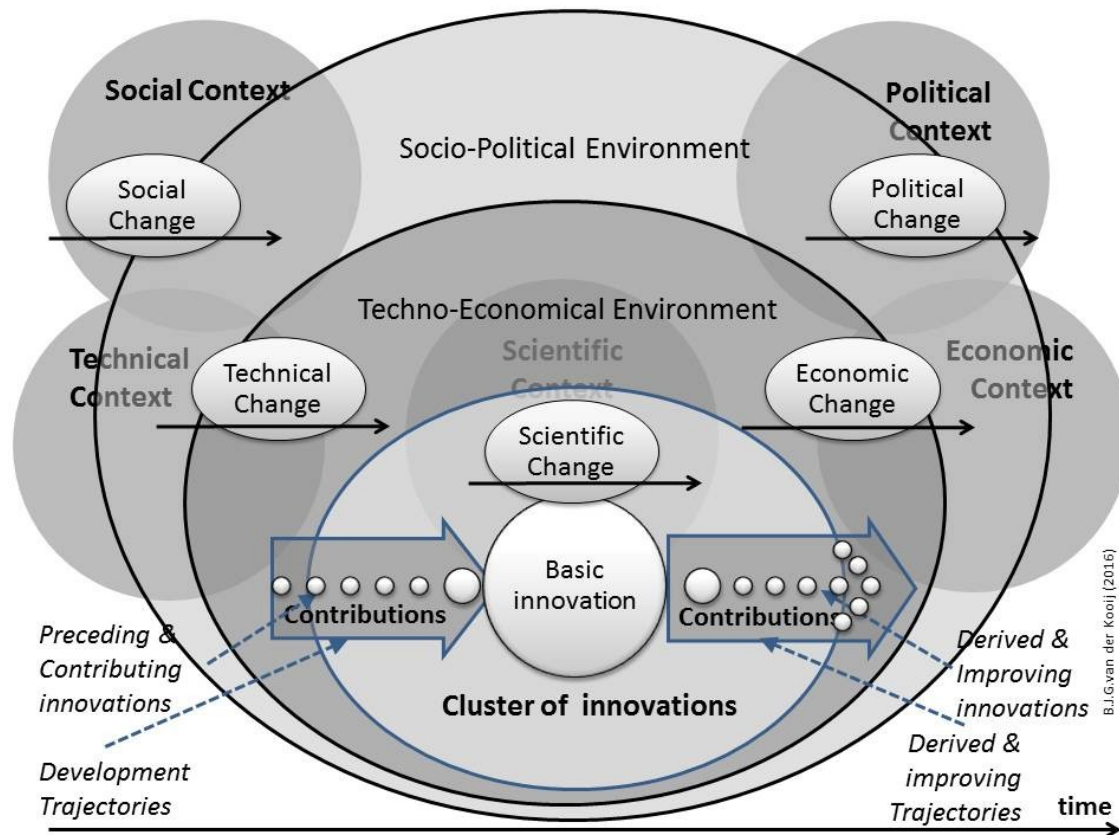 Social Context
Political
Context
Socio-Political Environment
Social
Change
Political
Change
Techno-Economical Environment
Technical
Context
Scientific
Context
Economic
Context
Technical
Change
Economic
Change
Scientific
Change
Basic
innovation
Contributions
Contributions
Cluster of innovations
Preceding &
Contributing
innovations
Development
Trajectories
Derived &
Improving
innovations
Derived &
improving
Trajectories
time
B.J.G.van der Kooij (2016)